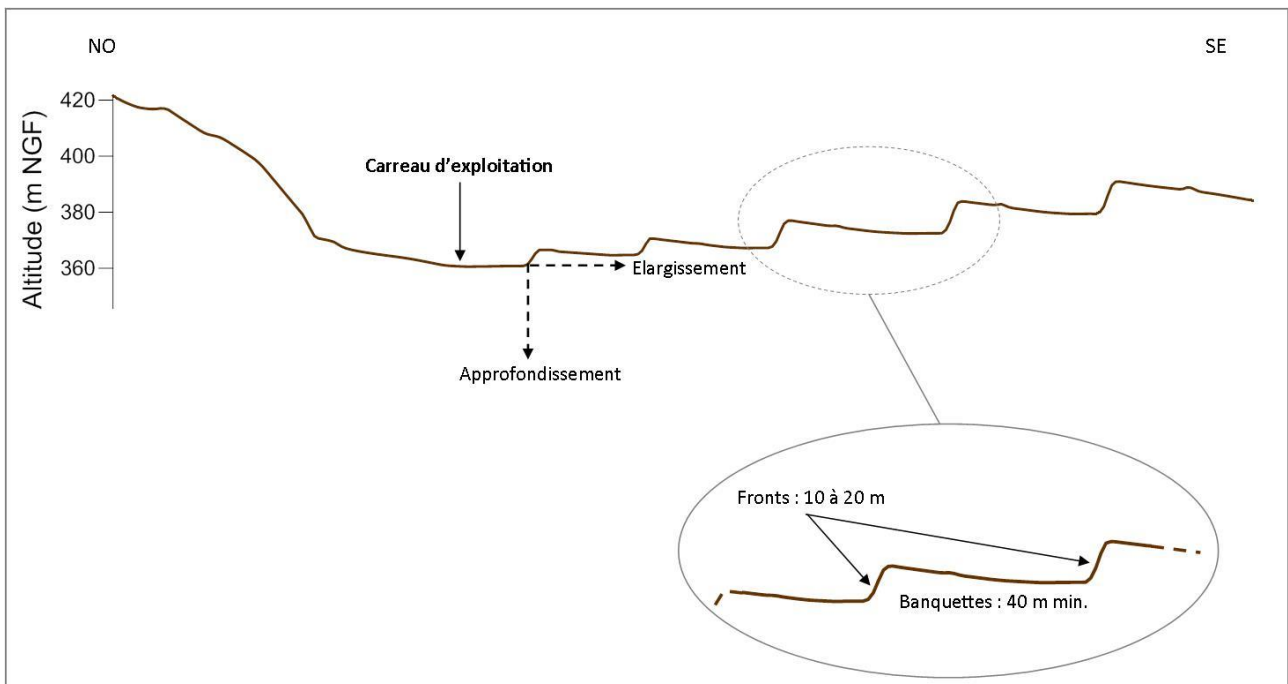 NO
SE
Altitude (m NGF)
420
400
380
360
Carreau d'exploitation
Elargissement
Approfondissement
Fronts : 10 à 20 m
Banquettes : 40 m min.